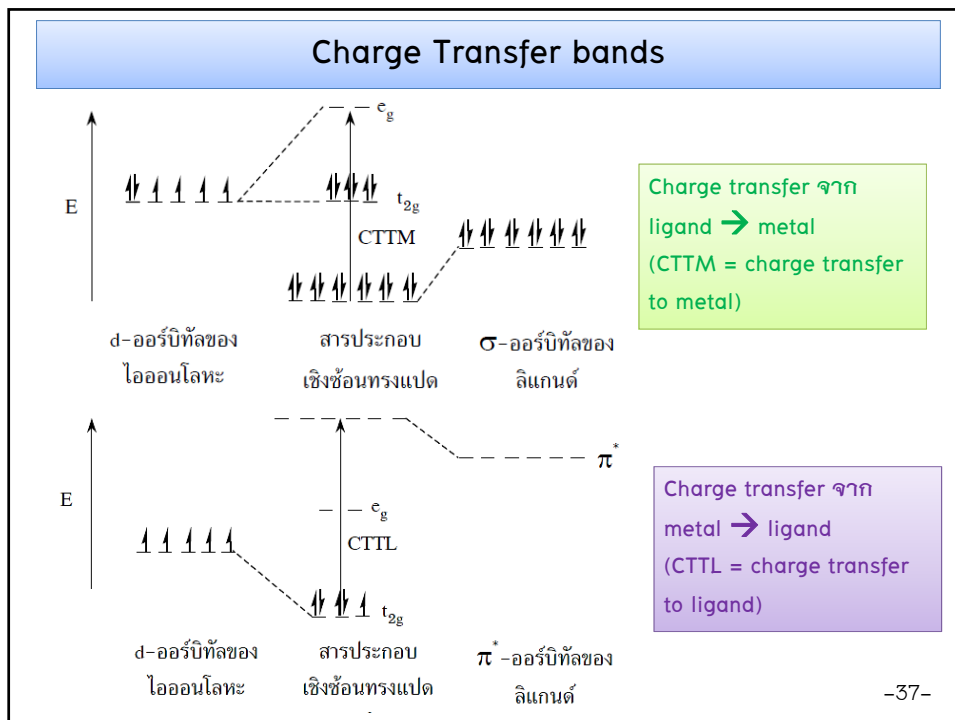 Charge Transfer bands
e_g
E
t_2g
CTTM
Charge transfer จาก
ligand → metal
(CTTM = charge transfer
to metal)
d-ออร์บิทัลของ
ไอออนโลหะ
สารประกอบ
เชิงซ้อนทรงแปด
σ-ออร์บิทัลของ
ลิแกนด์
π*
E
e_g
CTTL
t_2g
Charge transfer จาก
metal → ligand
(CTTL = charge transfer
to ligand)
d-ออร์บิทัลของ
ไอออนโลหะ
สารประกอบ
เชิงซ้อนทรงแปด
π*-ออร์บิทัลของ
ลิแกนด์
-37-